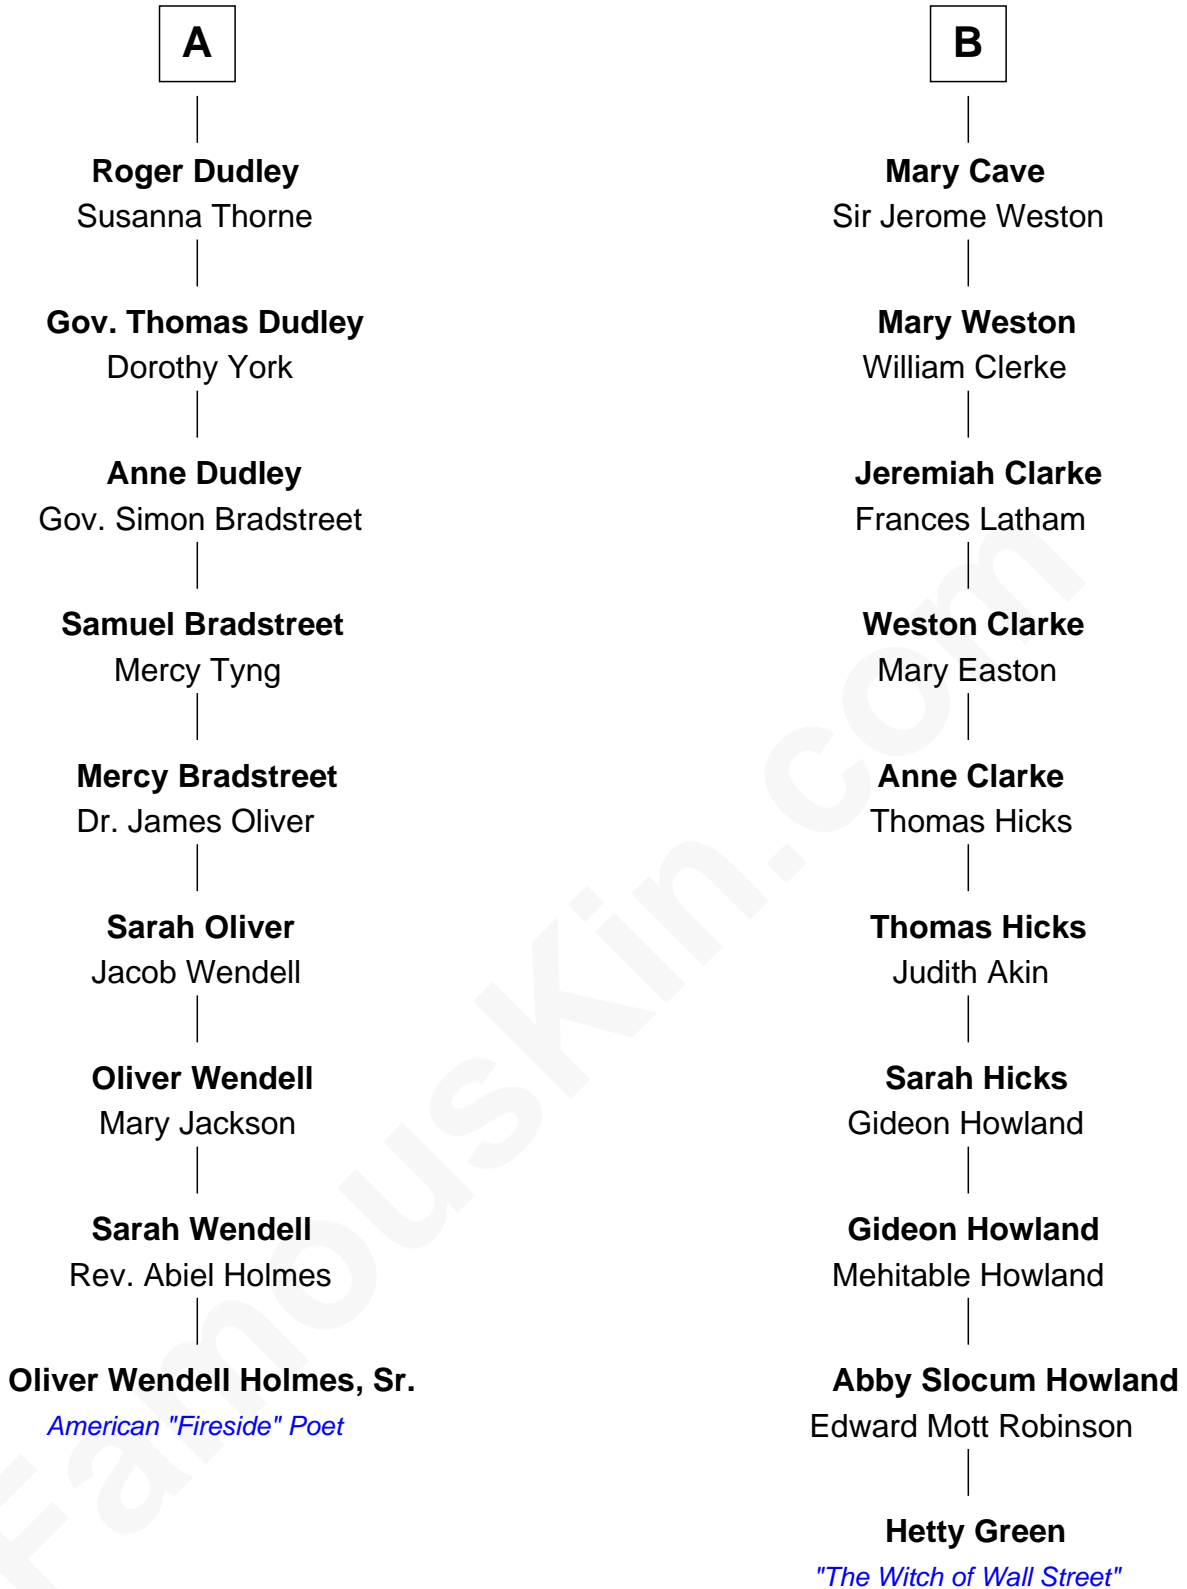 A
Roger Dudley
Susanna Thorne
Gov. Thomas Dudley
Dorothy York
Anne Dudley
Gov. Simon Bradstreet
Samuel Bradstreet
Mercy Tyng
Mercy Bradstreet
Dr. James Oliver
Sarah Oliver
Jacob Wendell
Oliver Wendell
Mary Jackson
Sarah Wendell
Rev. Abiel Holmes
Oliver Wendell Holmes, Sr.
American "Fireside" Poet
B
Mary Cave
Sir Jerome Weston
Mary Weston
William Clerke
Jeremiah Clarke
Frances Latham
Weston Clarke
Mary Easton
Anne Clarke
Thomas Hicks
Thomas Hicks
Judith Akin
Sarah Hicks
Gideon Howland
Gideon Howland
Mehitable Howland
Abby Slocum Howland
Edward Mott Robinson
Hetty Green
"The Witch of Wall Street"
FamousKin.com